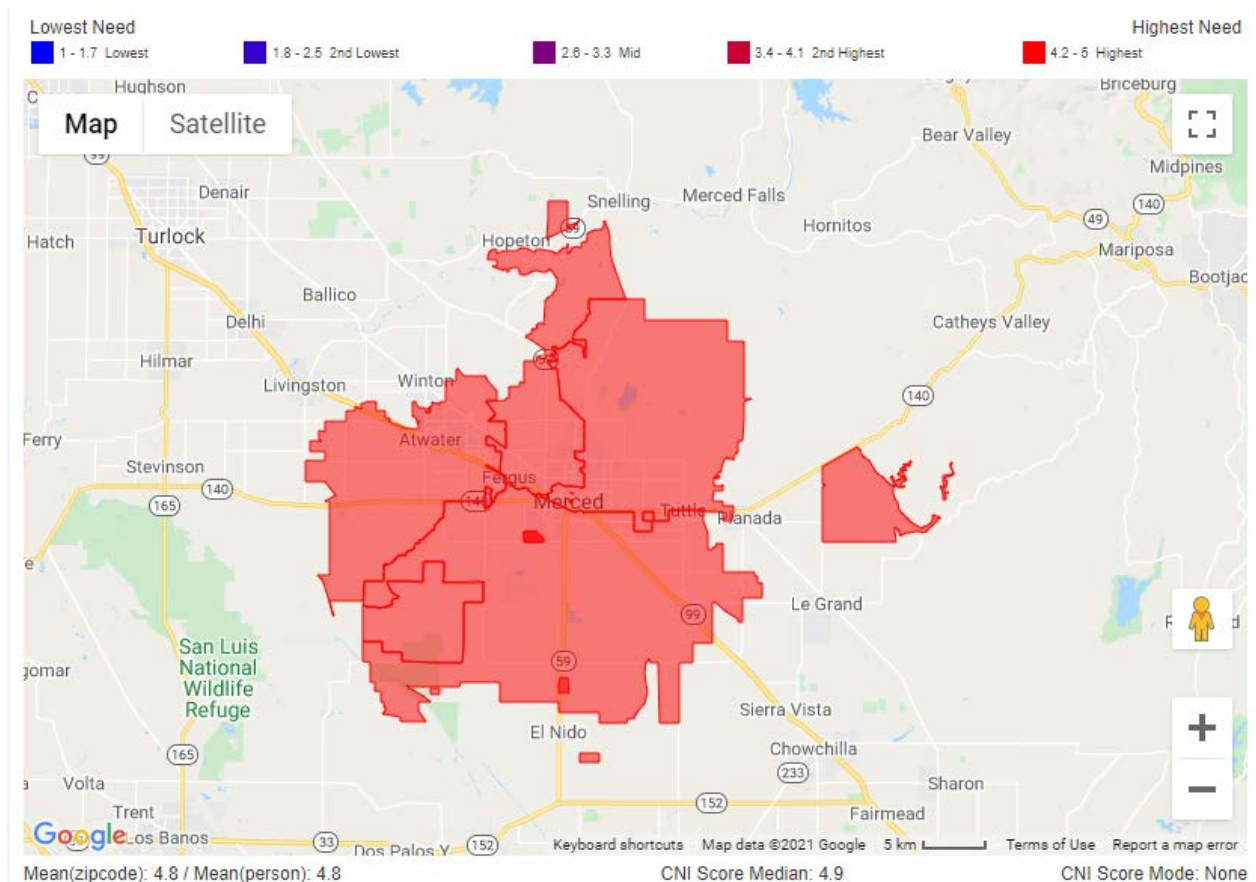 Lowest Need Highest Need
1 - 1.7 Lowest 1.8 - 2.5 2nd Lowest 2.6 - 3.3 Mid 3.4 - 4.1 2nd Highest 4.2 - 5 Highest
Hughson
Briceburg
Map Satellite
Bear Valley
99
Midpines
Denair
Snelling
Merced Falls
140
49
Hornitos
59
Turlock
Hatch
Hopeton
Mariposa
Bootjac
Ballico
Delhi
Catheys Valley
Hilmar
Livingston
Winton
140
Ferry
Atwater
Stevinson
Fergus
140
165
Merced
Tuttle
Planada
Le Grand
99
San Luis
National
Wildlife
Refuge
59
Sierra Vista
El Nido
Chowchilla
165
233
Volta
Sharon
152
Trent
Fairmead
Google
Los Banos
33
Dos Palos Y
152
Keyboard shortcuts Map data ©2021 Google 5 km Terms of Use Report a map error
Mean(zipcode): 4.8 / Mean(person): 4.8 CNI Score Median: 4.9 CNI Score Mode: None